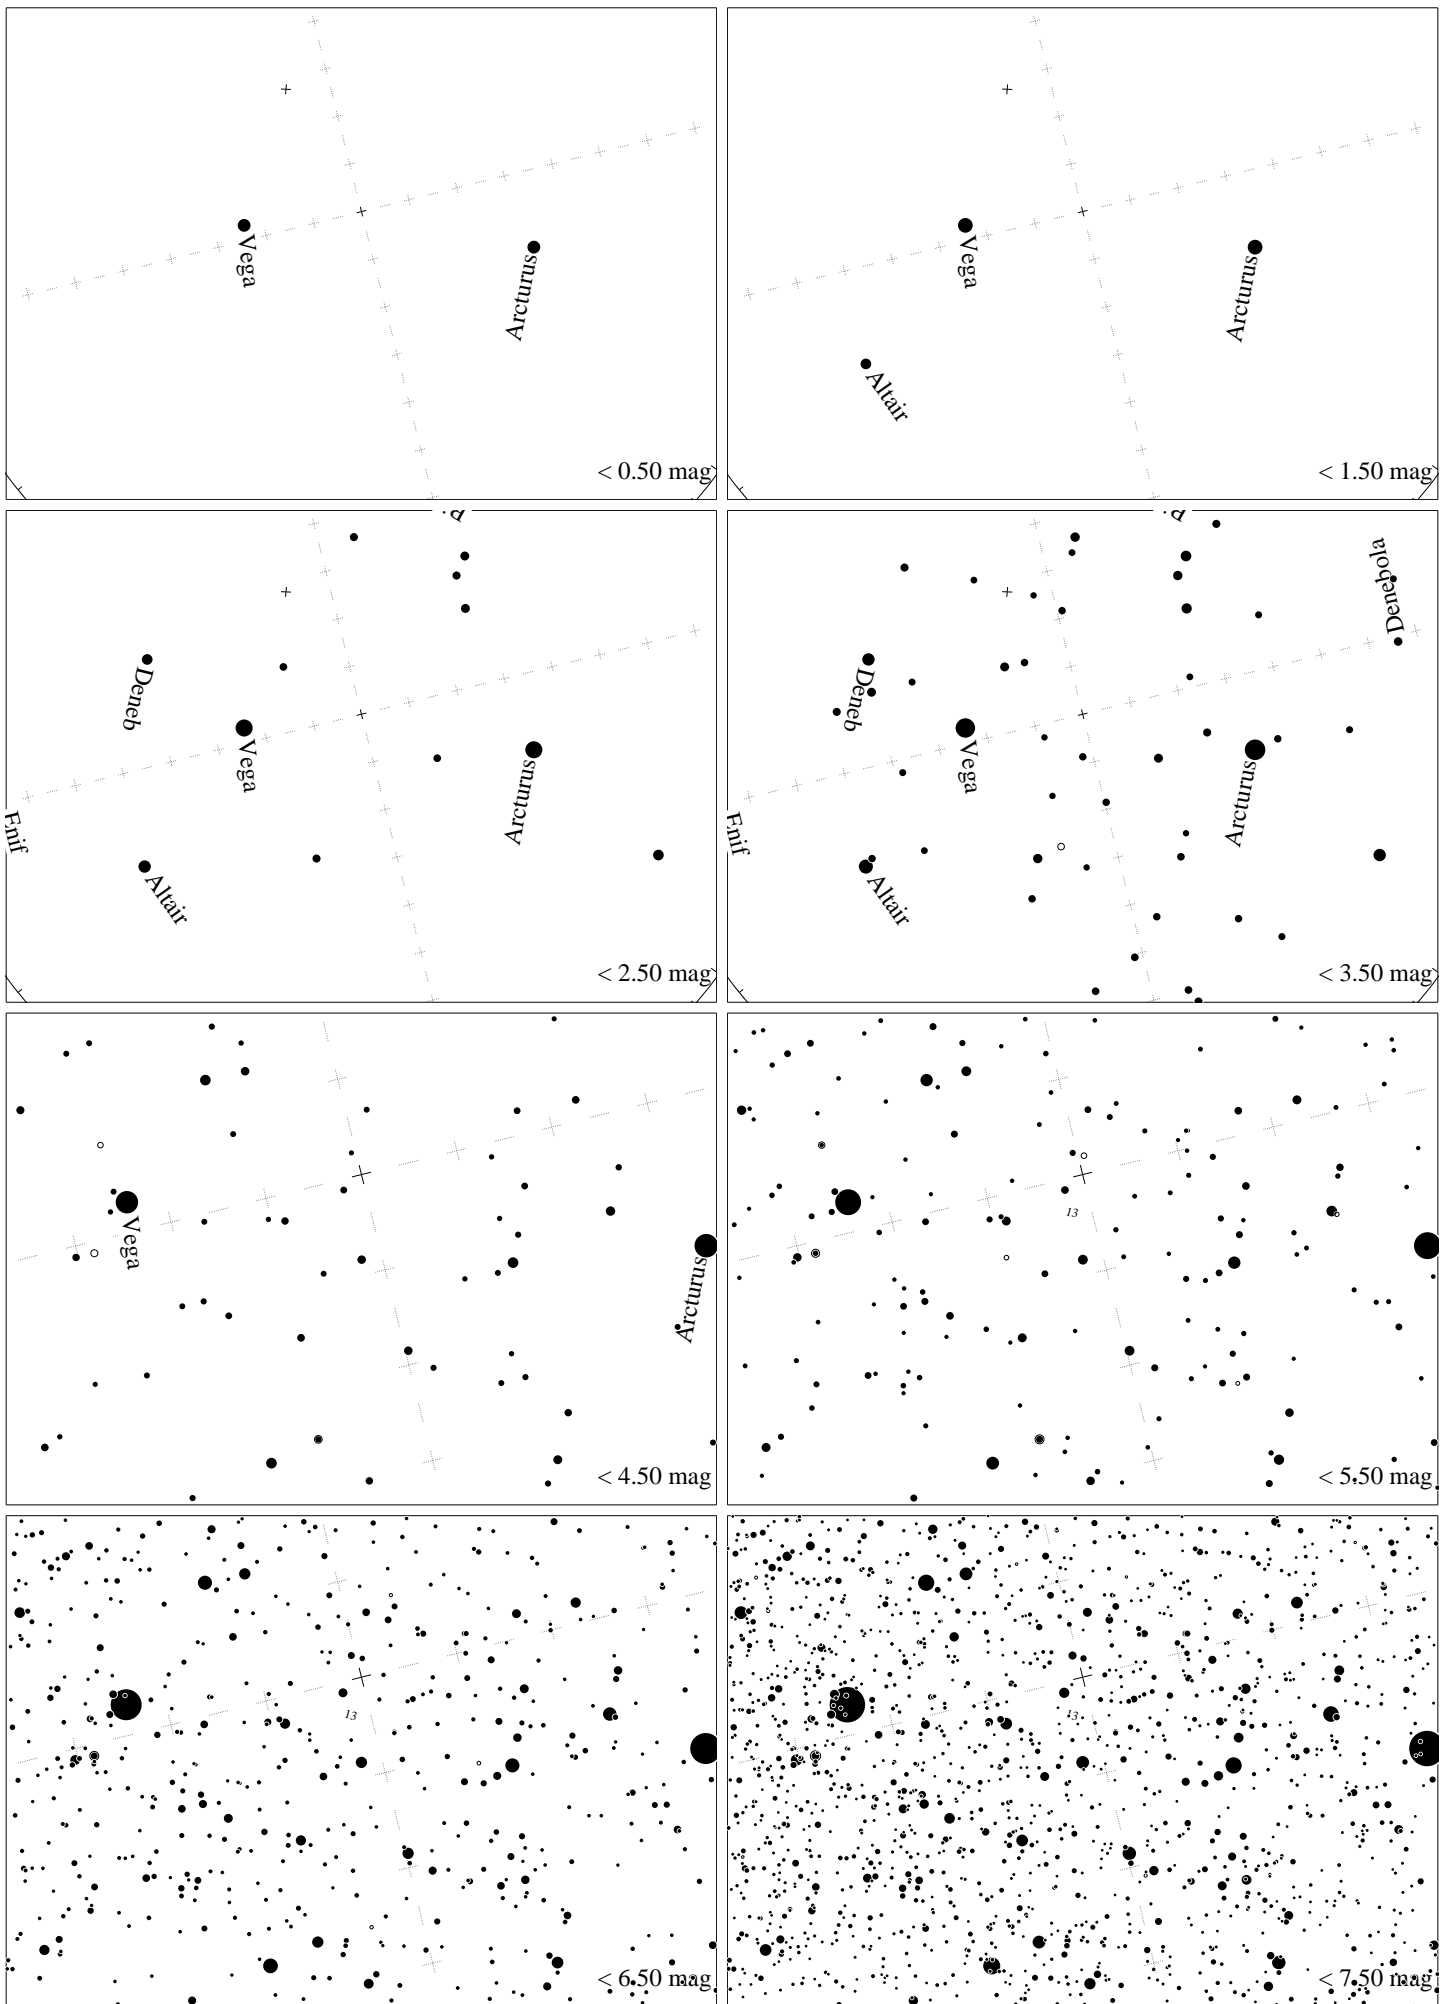 Vega
Arcturus
< 0.50 mag
Vega
Arcturus
Altair
< 1.50 mag
Deneb
Vega
Arcturus
Enif
Altair
< 2.50 mag
Denebola
Deneb
Vega
Arcturus
Enif
Altair
< 3.50 mag
Vega
Arcturus
< 4.50 mag
13
< 5.50 mag
13
< 6.50 mag
13
< 7.50 mag